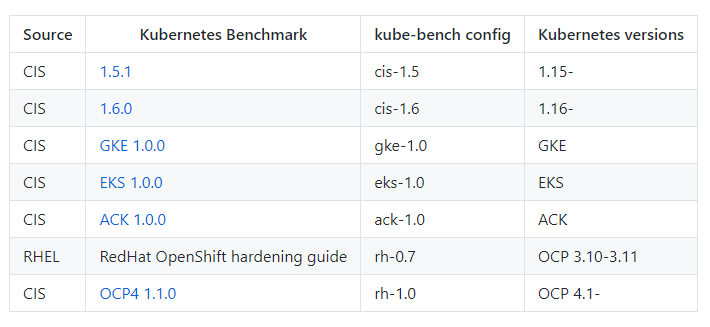 Source Kubernetes Benchmark kube-bench config Kubernetes versions
CIS 1.5.1 cis-1.5 1.15-
CIS 1.6.0 cis-1.6 1.16-
CIS GKE 1.0.0 gke-1.0 GKE
CIS EKS 1.0.0 eks-1.0 EKS
CIS ACK 1.0.0 ack-1.0 ACK
RHEL RedHat OpenShift hardening guide rh-0.7 OCP 3.10-3.11
CIS OCP4 1.1.0 rh-1.0 OCP 4.1-